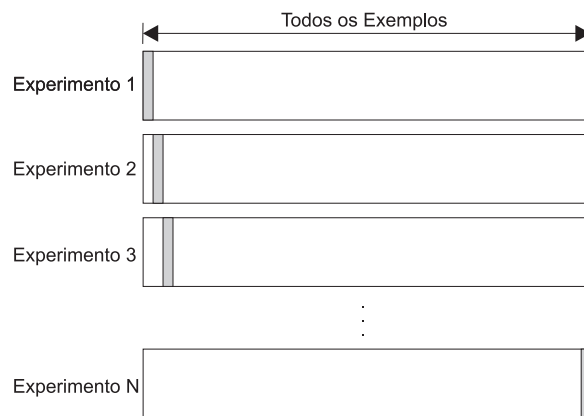 Todos os Exemplos
Experimento 1
Experimento 2
Experimento 3
Experimento N